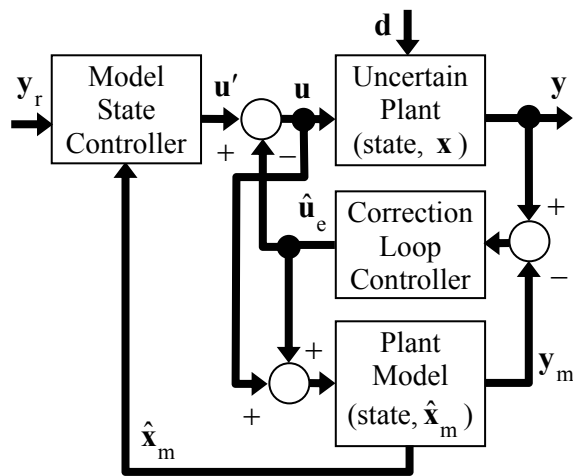 d
Model
State
Controller
y_r
u′
u
Uncertain
Plant
(state, x)
y
+
−
û_e
Correction
Loop
Controller
+
−
+
+
Plant
Model
(state, x̂_m)
y_m
x̂_m